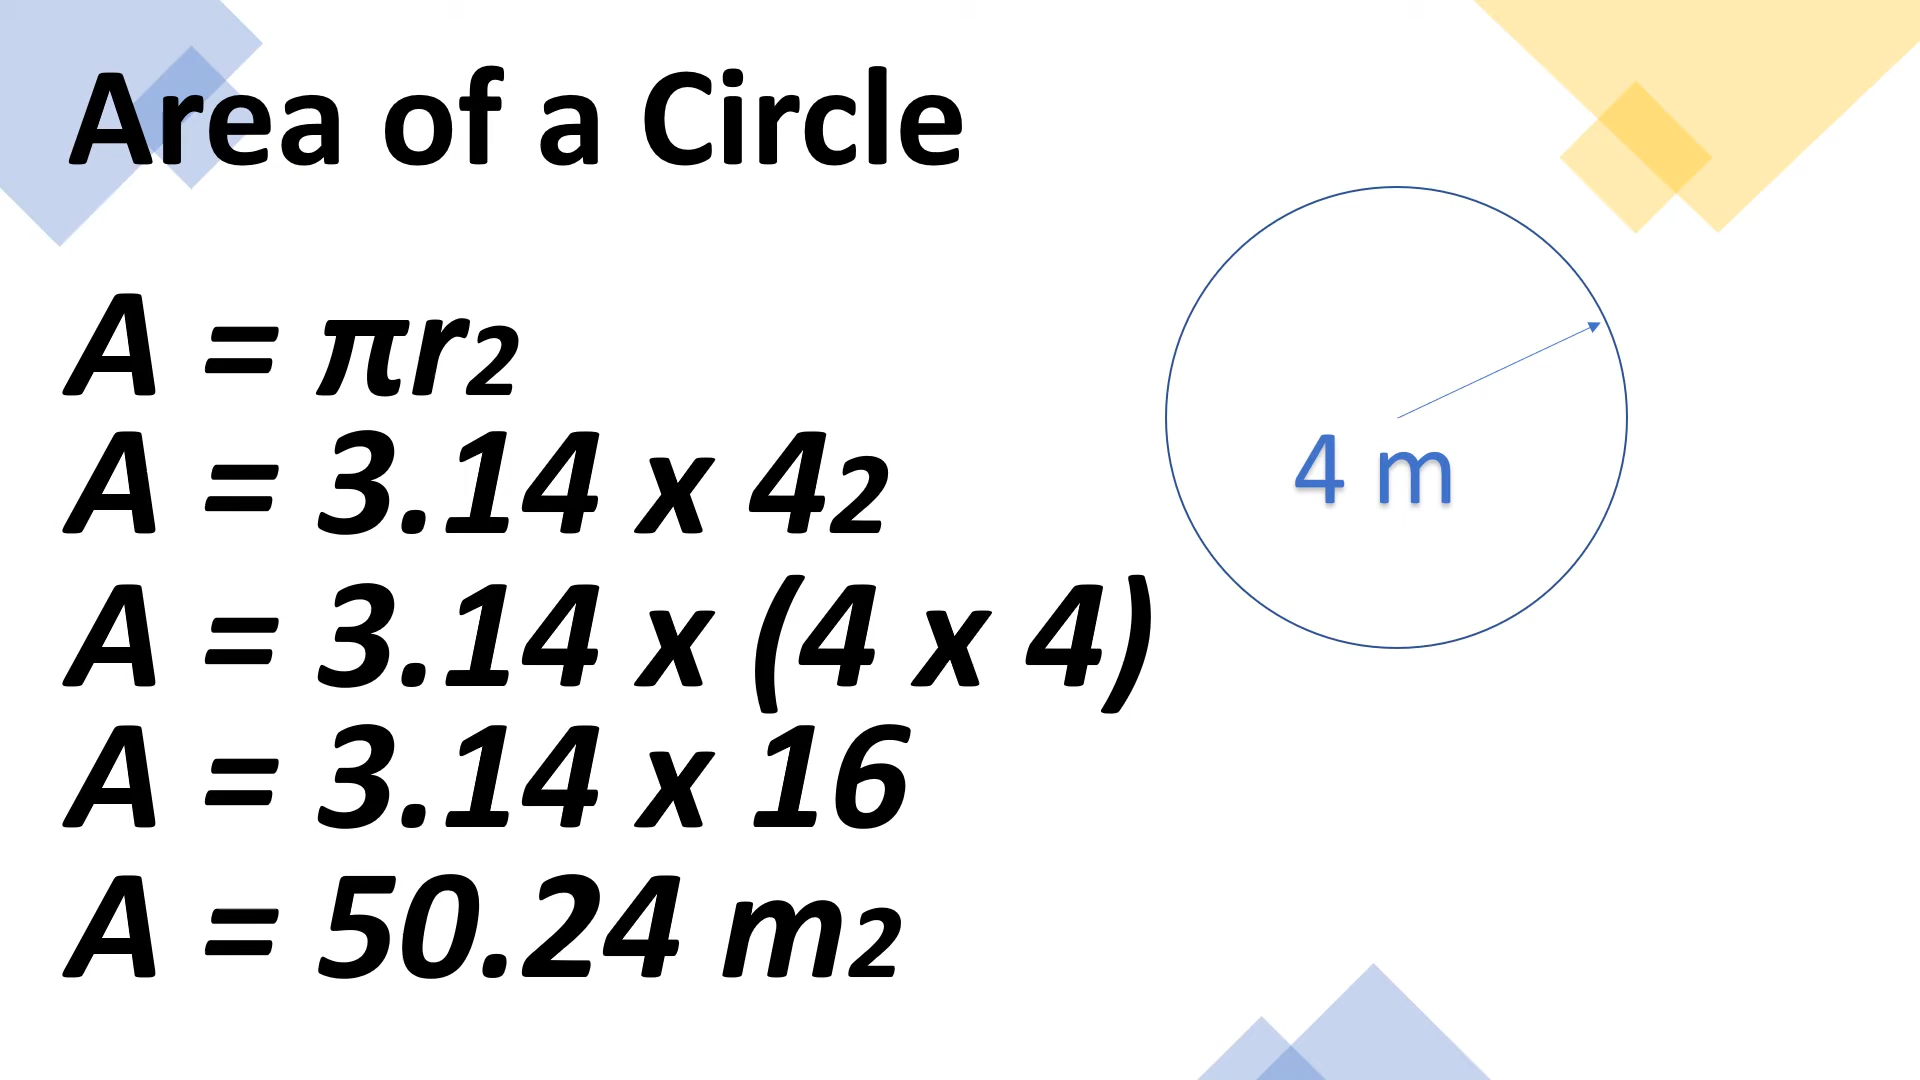 Area of a Circle
A = πr2
A = 3.14 x 42
A = 3.14 x (4 x 4)
A = 3.14 x 16
A = 50.24 m2
4 m